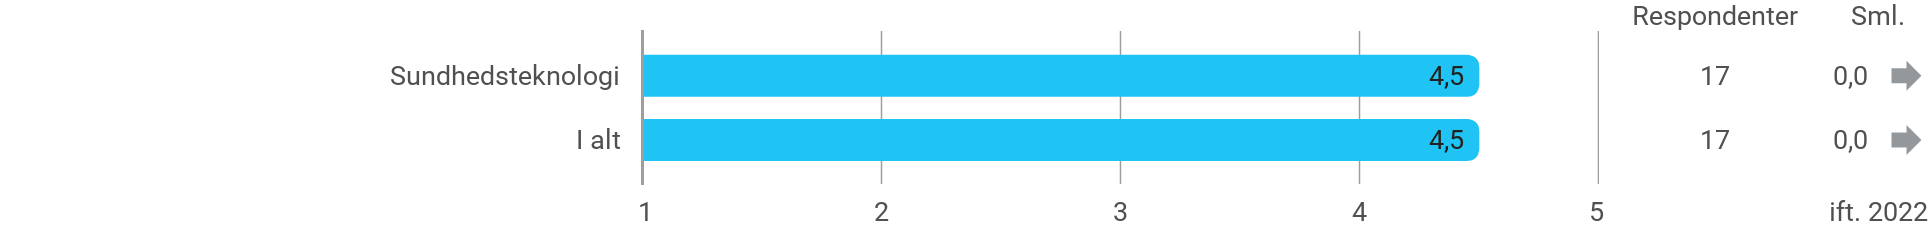 Respondenter Sml.
Sundhedsteknologi 4,5 17 0,0
I alt 4,5 17 0,0
1 2 3 4 5 ift. 2022